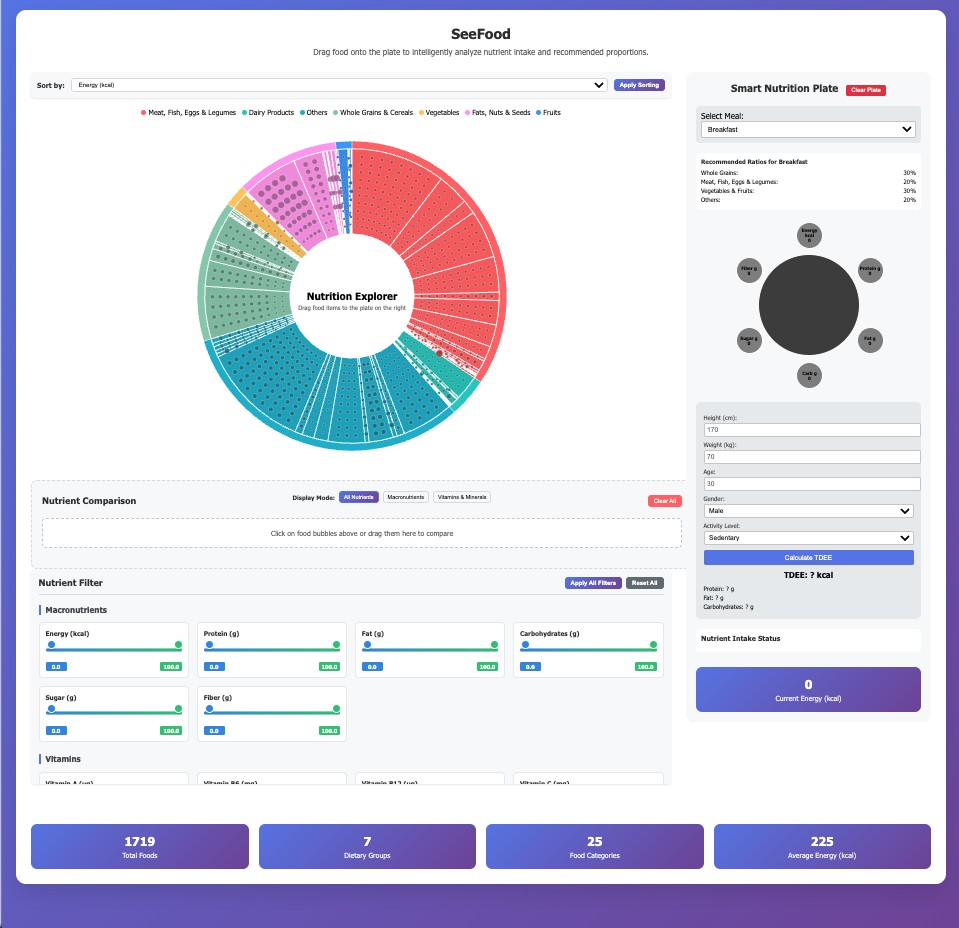 SeeFood
Drag food onto the plate to intelligently analyze nutrient intake and recommended proportions.
Sort by: Energy (kcal) Apply Sorting
Meat, Fish, Eggs & Legumes Dairy Products Others Whole Grains & Cereals Vegetables Fats, Nuts & Seeds Fruits
Nutrition Explorer
Drag food items to the plate on the right
Nutrient Comparison Display Mode: All Nutrients Macronutrients Vitamins & Minerals Clear All
Click on food bubbles above or drag them here to compare
Nutrient Filter Apply All Filters Reset All
Macronutrients
Energy (kcal) Protein (g) Fat (g) Carbohydrates (g)
0.0 100.0 0.0 100.0 0.0 100.0 0.0 100.0
Sugar (g) Fiber (g)
0.0 100.0 0.0 100.0
Vitamins
Vitamin A (µg) Vitamin B6 (mg) Vitamin B12 (µg) Vitamin C (mg)
Smart Nutrition Plate Clear Plate
Select Meal:
Breakfast
Recommended Ratios for Breakfast
Whole Grains: 30%
Meat, Fish, Eggs & Legumes: 20%
Vegetables & Fruits: 30%
Others: 20%
Energy kcal 0
Fiber g 0
Protein g 0
Sugar g 0
Fat g 0
Carb g 0
Height (cm):
170
Weight (kg):
70
Age:
30
Gender:
Male
Activity Level:
Sedentary
Calculate TDEE
TDEE: ? kcal
Protein: ? g
Fat: ? g
Carbohydrates: ? g
Nutrient Intake Status
0
Current Energy (kcal)
1719 7 25 225
Total Foods Dietary Groups Food Categories Average Energy (kcal)